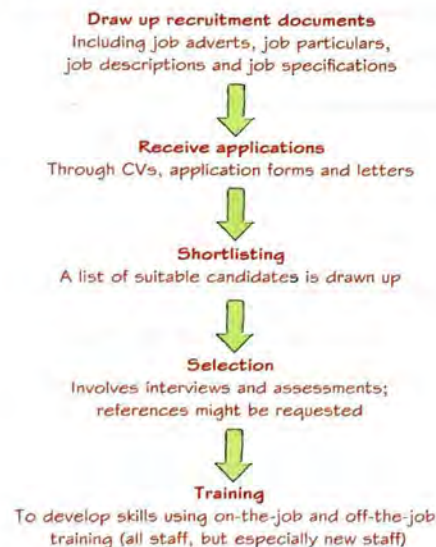 Draw up recruitment documents
Including job adverts, job particulars,
job descriptions and job specifications
Receive applications
Through CVs, application forms and letters
Shortlisting
A list of suitable candidates is drawn up
Selection
Involves interviews and assessments;
references might be requested
Training
To develop skills using on-the-job and off-the-job
training (all staff, but especially new staff)